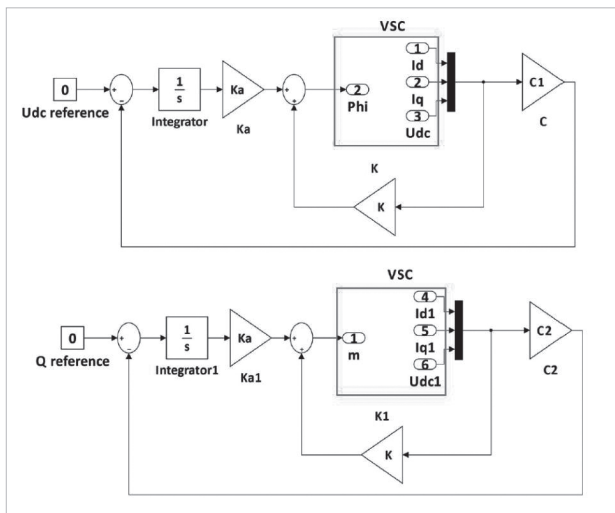 VSC
1
Id
0
1
s
Ka
2
2
C1
Phi
Iq
Udc reference
3
Integrator
Udc
C
Ka
K
K
VSC
4
Id1
0
1
s
Ka
1
5
C2
m
Iq1
Q reference
6
Integrator1
Udc1
C2
Ka1
K1
K